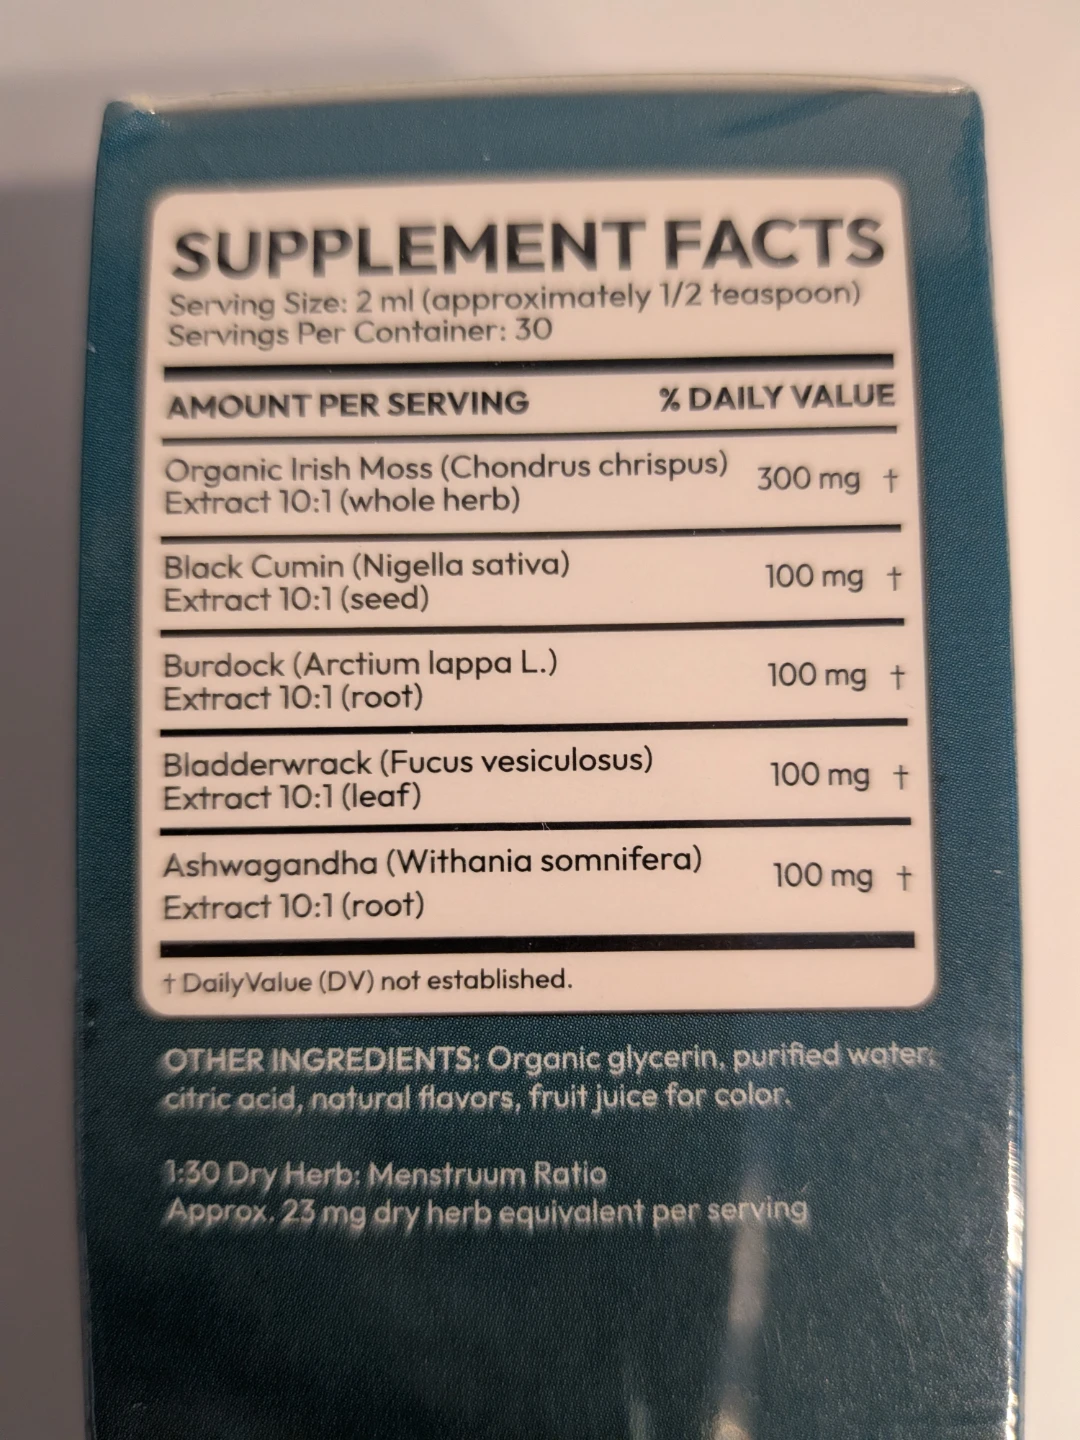 SUPPLEMENT FACTS
Serving Size: 2 ml (approximately 1/2 teaspoon)
Servings Per Container: 30
AMOUNT PER SERVING % DAILY VALUE
Organic Irish Moss (Chondrus chrispus) 300 mg †
Extract 10:1 (whole herb)
Black Cumin (Nigella sativa) 100 mg †
Extract 10:1 (seed)
Burdock (Arctium lappa L.) 100 mg †
Extract 10:1 (root)
Bladderwrack (Fucus vesiculosus) 100 mg †
Extract 10:1 (leaf)
Ashwagandha (Withania somnifera) 100 mg †
Extract 10:1 (root)
† Daily Value (DV) not established.
OTHER INGREDIENTS: Organic glycerin, purified water,
citric acid, natural flavors, fruit juice for color.
1:30 Dry Herb: Menstruum Ratio
Approx. 23 mg dry herb equivalent per serving